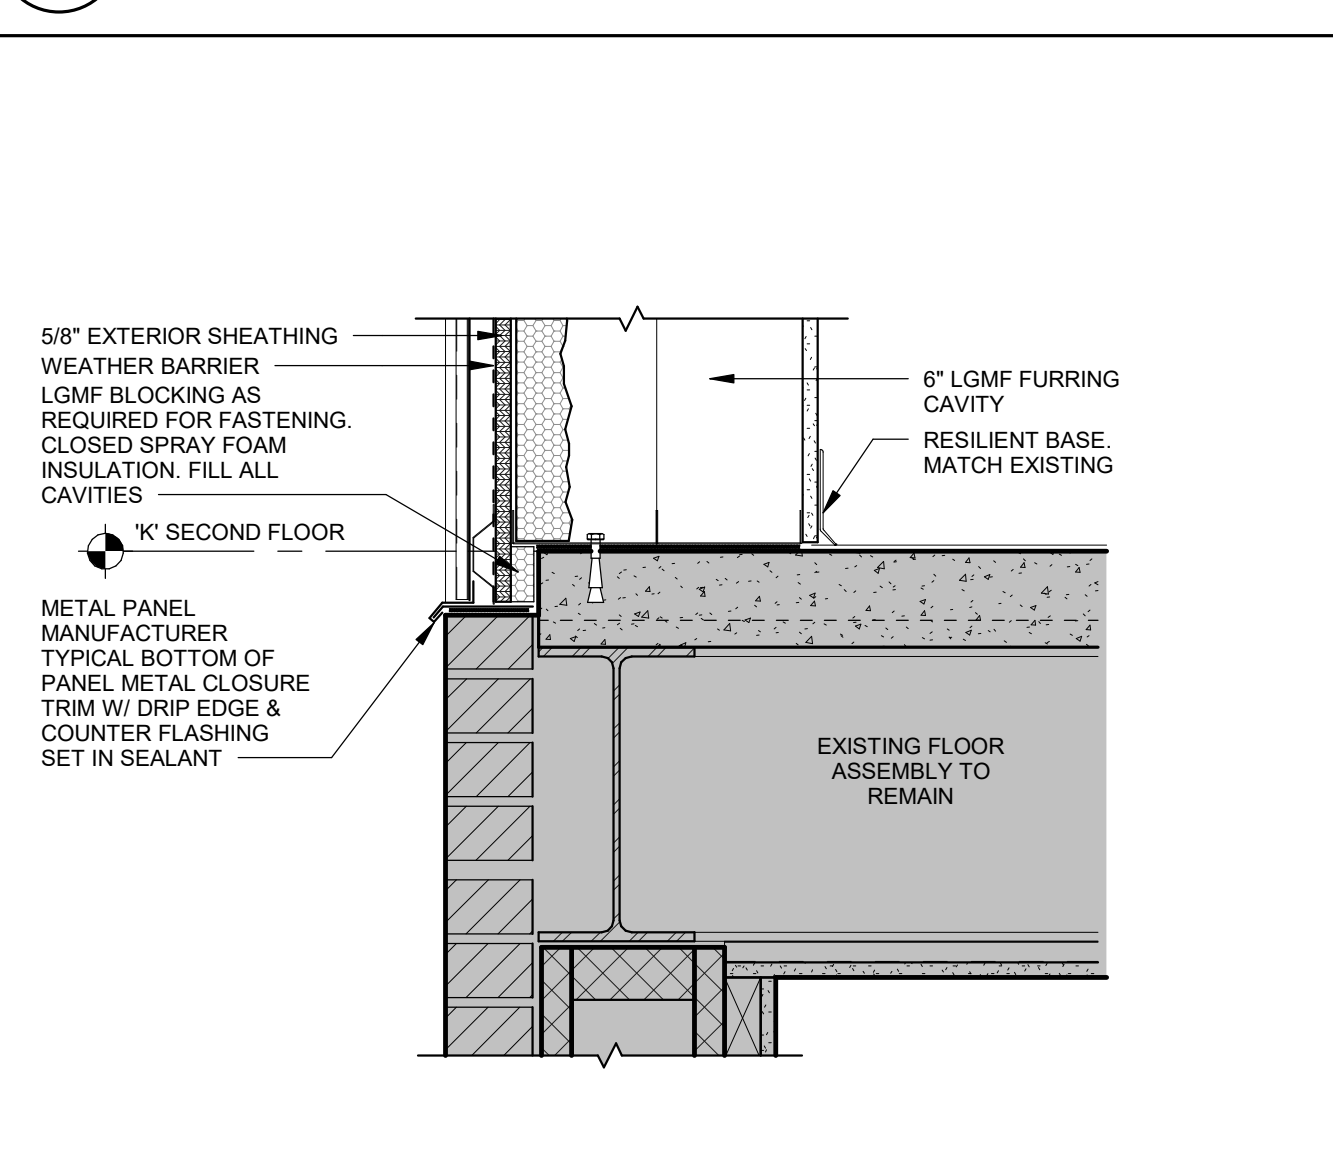 5/8" EXTERIOR SHEATHING
WEATHER BARRIER
LGMF BLOCKING AS
REQUIRED FOR FASTENING.
CLOSED SPRAY FOAM
INSULATION. FILL ALL
CAVITIES
'K' SECOND FLOOR
METAL PANEL
MANUFACTURER
TYPICAL BOTTOM OF
PANEL METAL CLOSURE
TRIM W/ DRIP EDGE &
COUNTER FLASHING
SET IN SEALANT
6" LGMF FURRING
CAVITY
RESILIENT BASE.
MATCH EXISTING
EXISTING FLOOR
ASSEMBLY TO
REMAIN